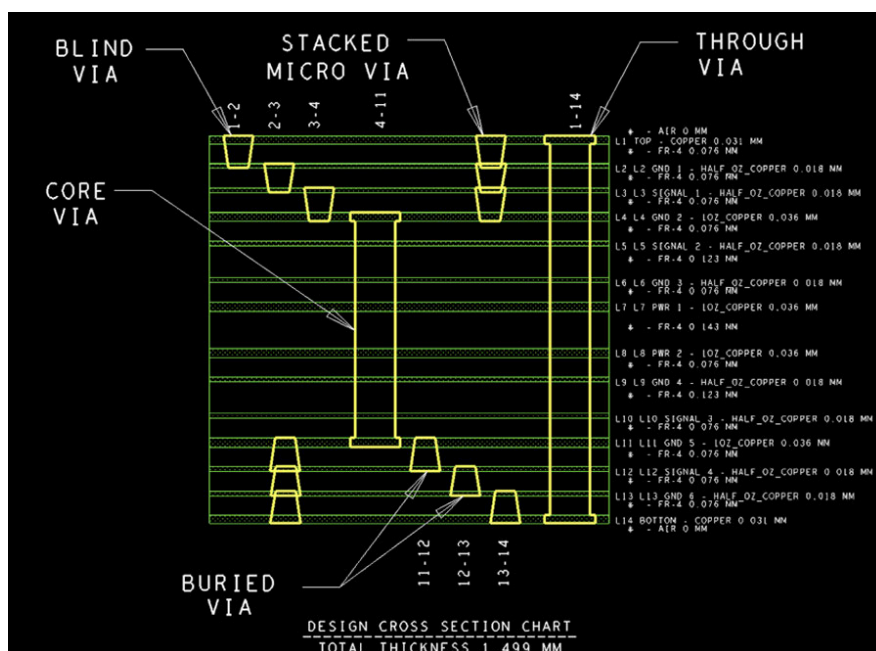 BLIND
VIA
STACKED
MICRO VIA
THROUGH
VIA
1-2
2-3
3-4
4-11
1-14
CORE
VIA
* - AIR 0 MM
L1 TOP - COPPER 0.031 MM
* - FR-4 0.076 MM
L2 L2 GND 1 - HALF_OZ_COPPER 0.018 MM
* - FR-4 0.076 MM
L3 L3 SIGNAL 1 - HALF_OZ_COPPER 0.018 MM
* - FR-4 0.076 MM
L4 L4 GND 2 - 1OZ_COPPER 0.036 MM
* - FR-4 0.076 MM
L5 L5 SIGNAL 2 - HALF_OZ_COPPER 0.018 MM
* - FR-4 0.123 MM
L6 L6 GND 3 - HALF_OZ_COPPER 0.018 MM
* - FR-4 0.076 MM
L7 L7 PWR 1 - 1OZ_COPPER 0.036 MM
* - FR-4 0.143 MM
L8 L8 PWR 2 - 1OZ_COPPER 0.036 MM
* - FR-4 0.076 MM
L9 L9 GND 4 - HALF_OZ_COPPER 0.018 MM
* - FR-4 0.123 MM
L10 L10 SIGNAL 3 - HALF_OZ_COPPER 0.018 MM
* - FR-4 0.076 MM
L11 L11 GND 5 - 1OZ_COPPER 0.036 MM
* - FR-4 0.076 MM
L12 L12 SIGNAL 4 - HALF_OZ_COPPER 0.018 MM
* - FR-4 0.076 MM
L13 L13 GND 6 - HALF_OZ_COPPER 0.018 MM
* - FR-4 0.076 MM
L14 BOTTOM - COPPER 0.031 MM
* - AIR 0 MM
BURIED
VIA
11-12
12-13
13-14
DESIGN CROSS SECTION CHART
TOTAL THICKNESS 1.499 MM